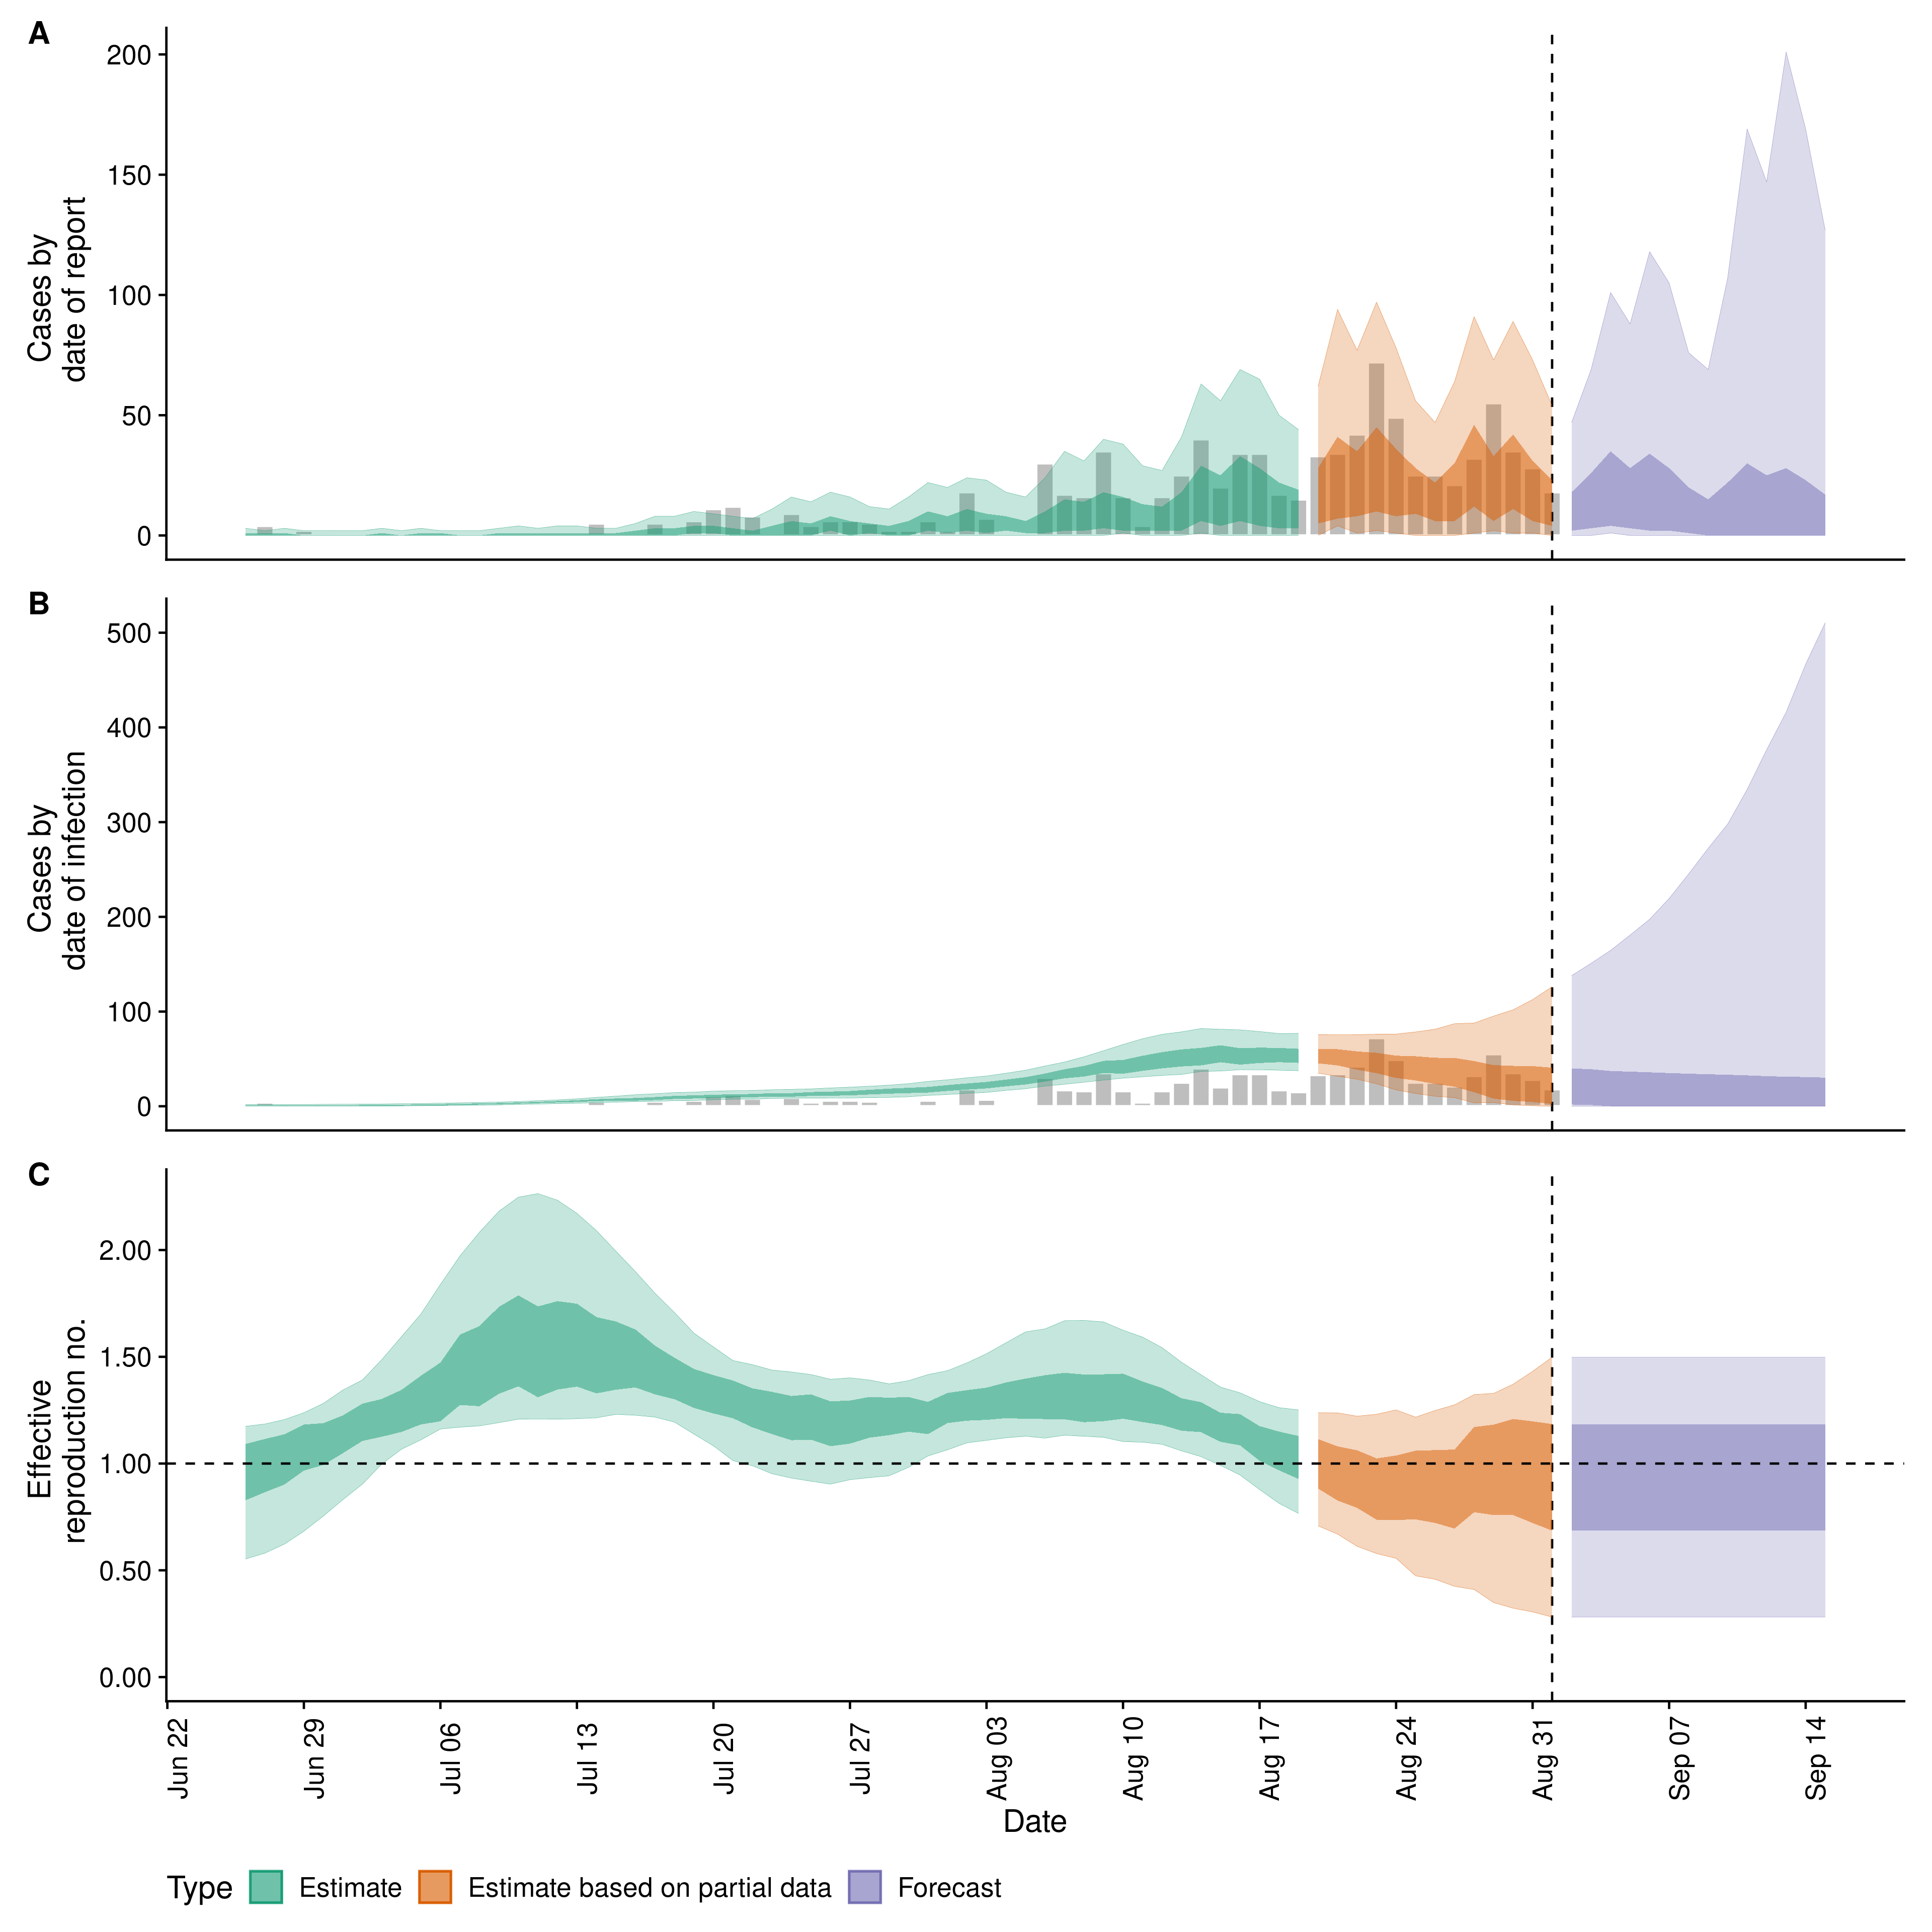 A
200
150
100
50
0
Cases by
date of report
B
500
400
300
200
100
0
Cases by
date of infection
C
2.00
1.50
1.00
0.50
0.00
Effective
reproduction no.
Jun 22
Jun 29
Jul 06
Jul 13
Jul 20
Jul 27
Aug 03
Aug 10
Aug 17
Aug 24
Aug 31
Sep 07
Sep 14
Date
Type Estimate Estimate based on partial data Forecast